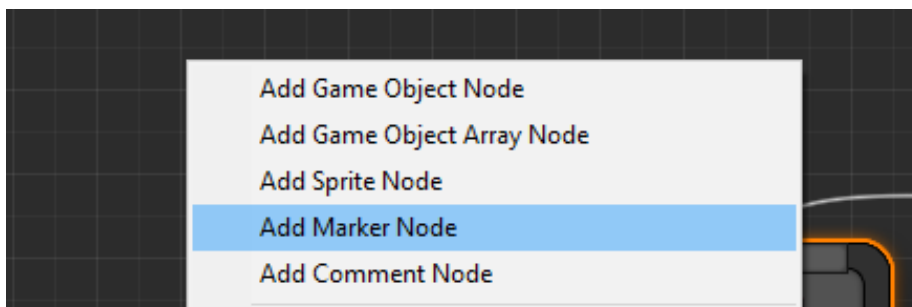 Add Game Object Node
Add Game Object Array Node
Add Sprite Node
Add Marker Node
Add Comment Node